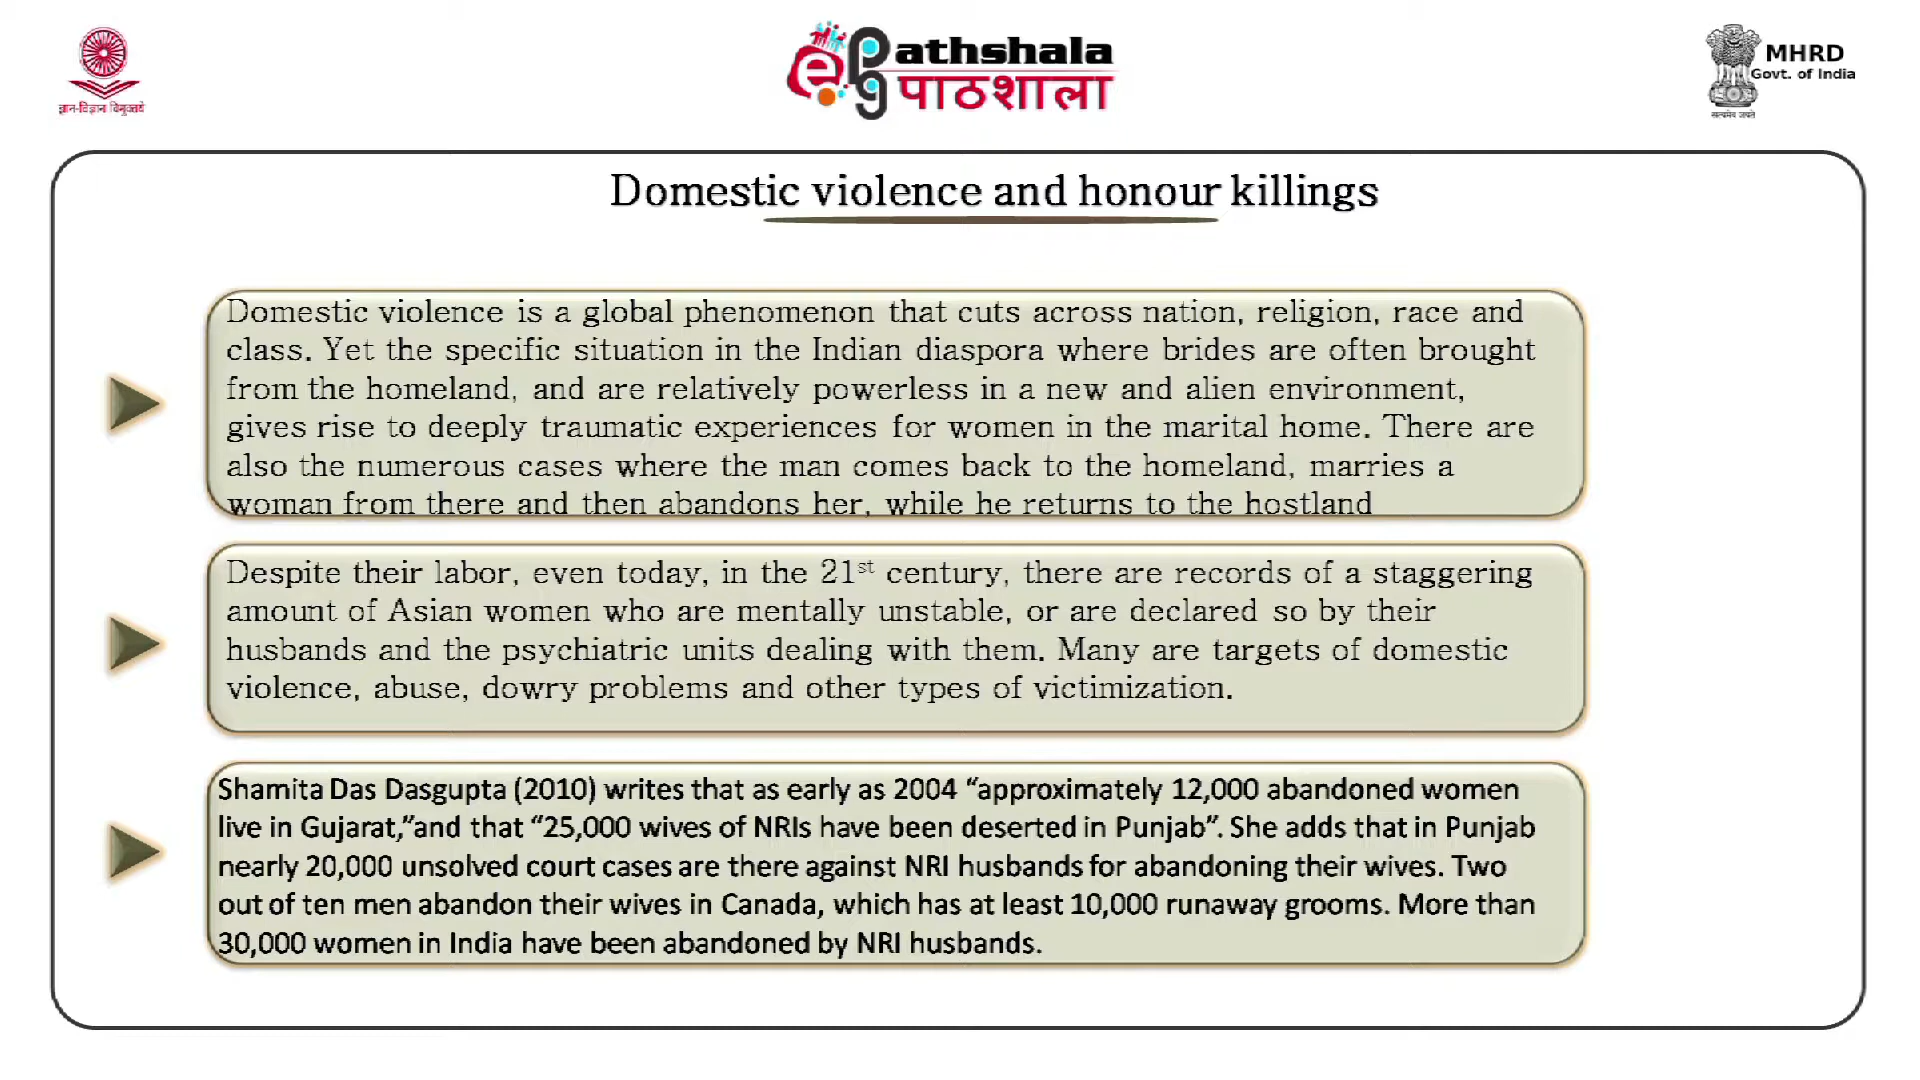 ज्ञान-विज्ञान विमुक्तये
e
pg
athshala
पाठशाला
MHRD
Govt. of India
सत्यमेव जयते
Domestic violence and honour killings
Domestic violence is a global phenomenon that cuts across nation, religion, race and
class. Yet the specific situation in the Indian diaspora where brides are often brought
from the homeland, and are relatively powerless in a new and alien environment,
gives rise to deeply traumatic experiences for women in the marital home. There are
also the numerous cases where the man comes back to the homeland, marries a
woman from there and then abandons her, while he returns to the hostland
Despite their labor, even today, in the 21st century, there are records of a staggering
amount of Asian women who are mentally unstable, or are declared so by their
husbands and the psychiatric units dealing with them. Many are targets of domestic
violence, abuse, dowry problems and other types of victimization.
Shamita Das Dasgupta (2010) writes that as early as 2004 “approximately 12,000 abandoned women
live in Gujarat,”and that “25,000 wives of NRIs have been deserted in Punjab”. She adds that in Punjab
nearly 20,000 unsolved court cases are there against NRI husbands for abandoning their wives. Two
out of ten men abandon their wives in Canada, which has at least 10,000 runaway grooms. More than
30,000 women in India have been abandoned by NRI husbands.